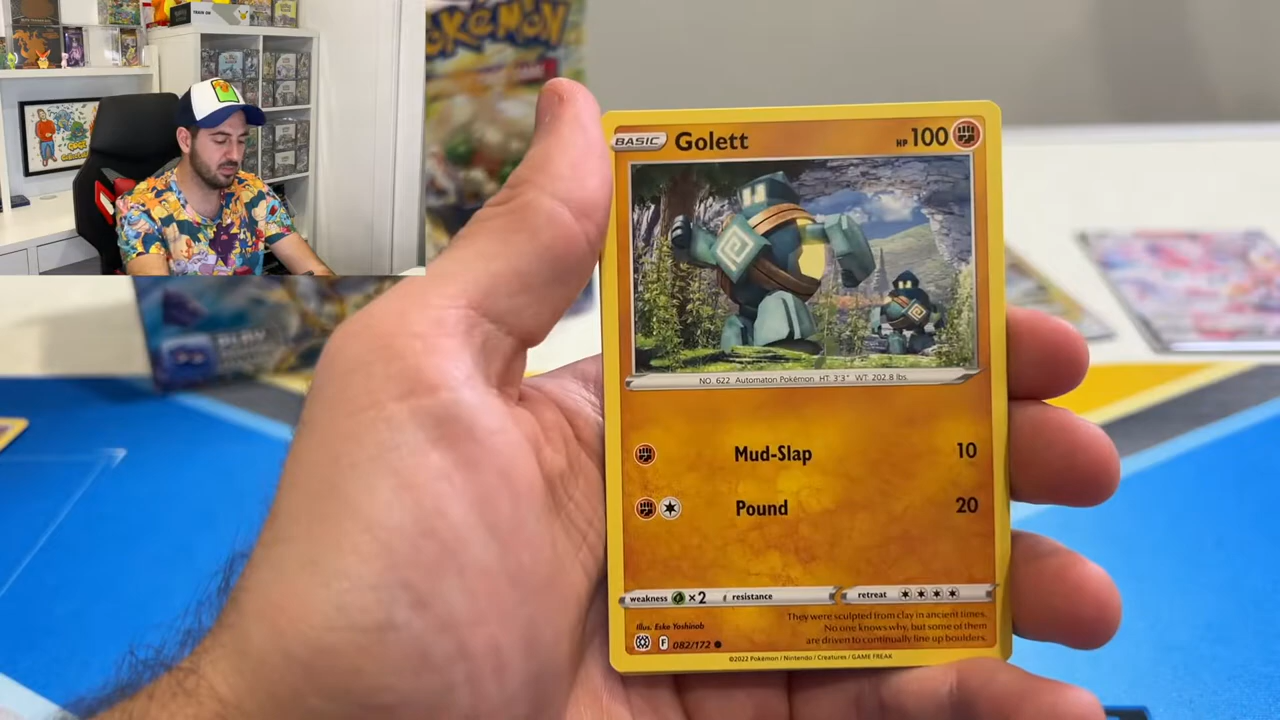 POKÉMON
BASIC Golett HP 100
NO. 622 Automaton Pokémon HT: 3'3" WT: 202.8 lbs.
Mud-Slap 10
Pound 20
weakness ×2 resistance retreat
Illus. Eske Yoshinob
They were sculpted from clay in ancient times.
No one knows why, but some of them
are driven to continually line up boulders.
F 082/172
©2022 Pokémon / Nintendo / Creatures / GAME FREAK
PLAY